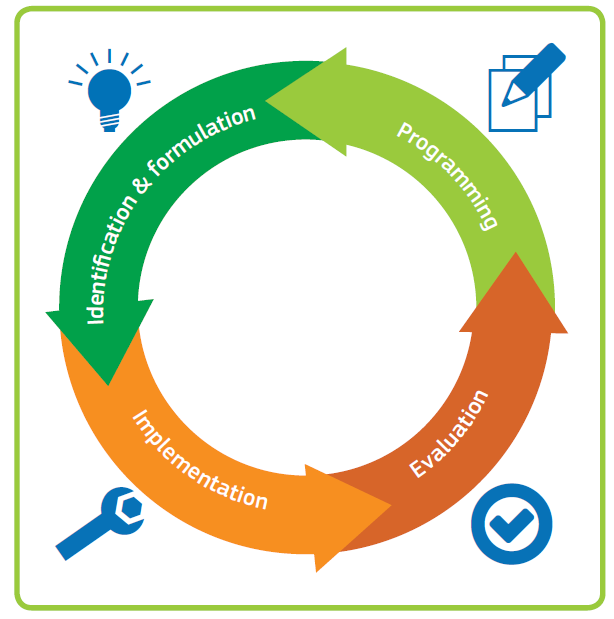 Identification & formulation
Programming
Implementation
Evaluation